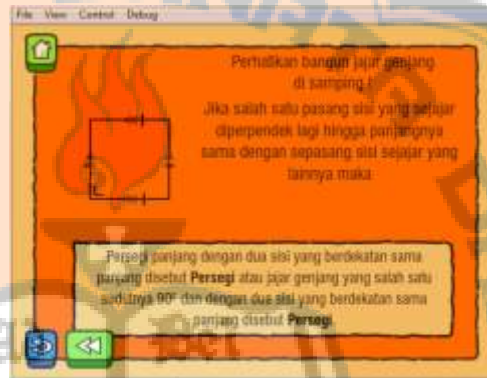 File View Control Debug
Perhatikan bangun jajar genjang
di samping !
Jika salah satu pasang sisi yang sejajar
diperpendek lagi hingga panjangnya
sama dengan sepasang sisi sejajar yang
lainnya maka
Persegi panjang dengan dua sisi yang berdekatan sama
panjang disebut Persegi atau jajar genjang yang salah satu
sudutnya 90° dan dengan dua sisi yang berdekatan sama
panjang disebut Persegi